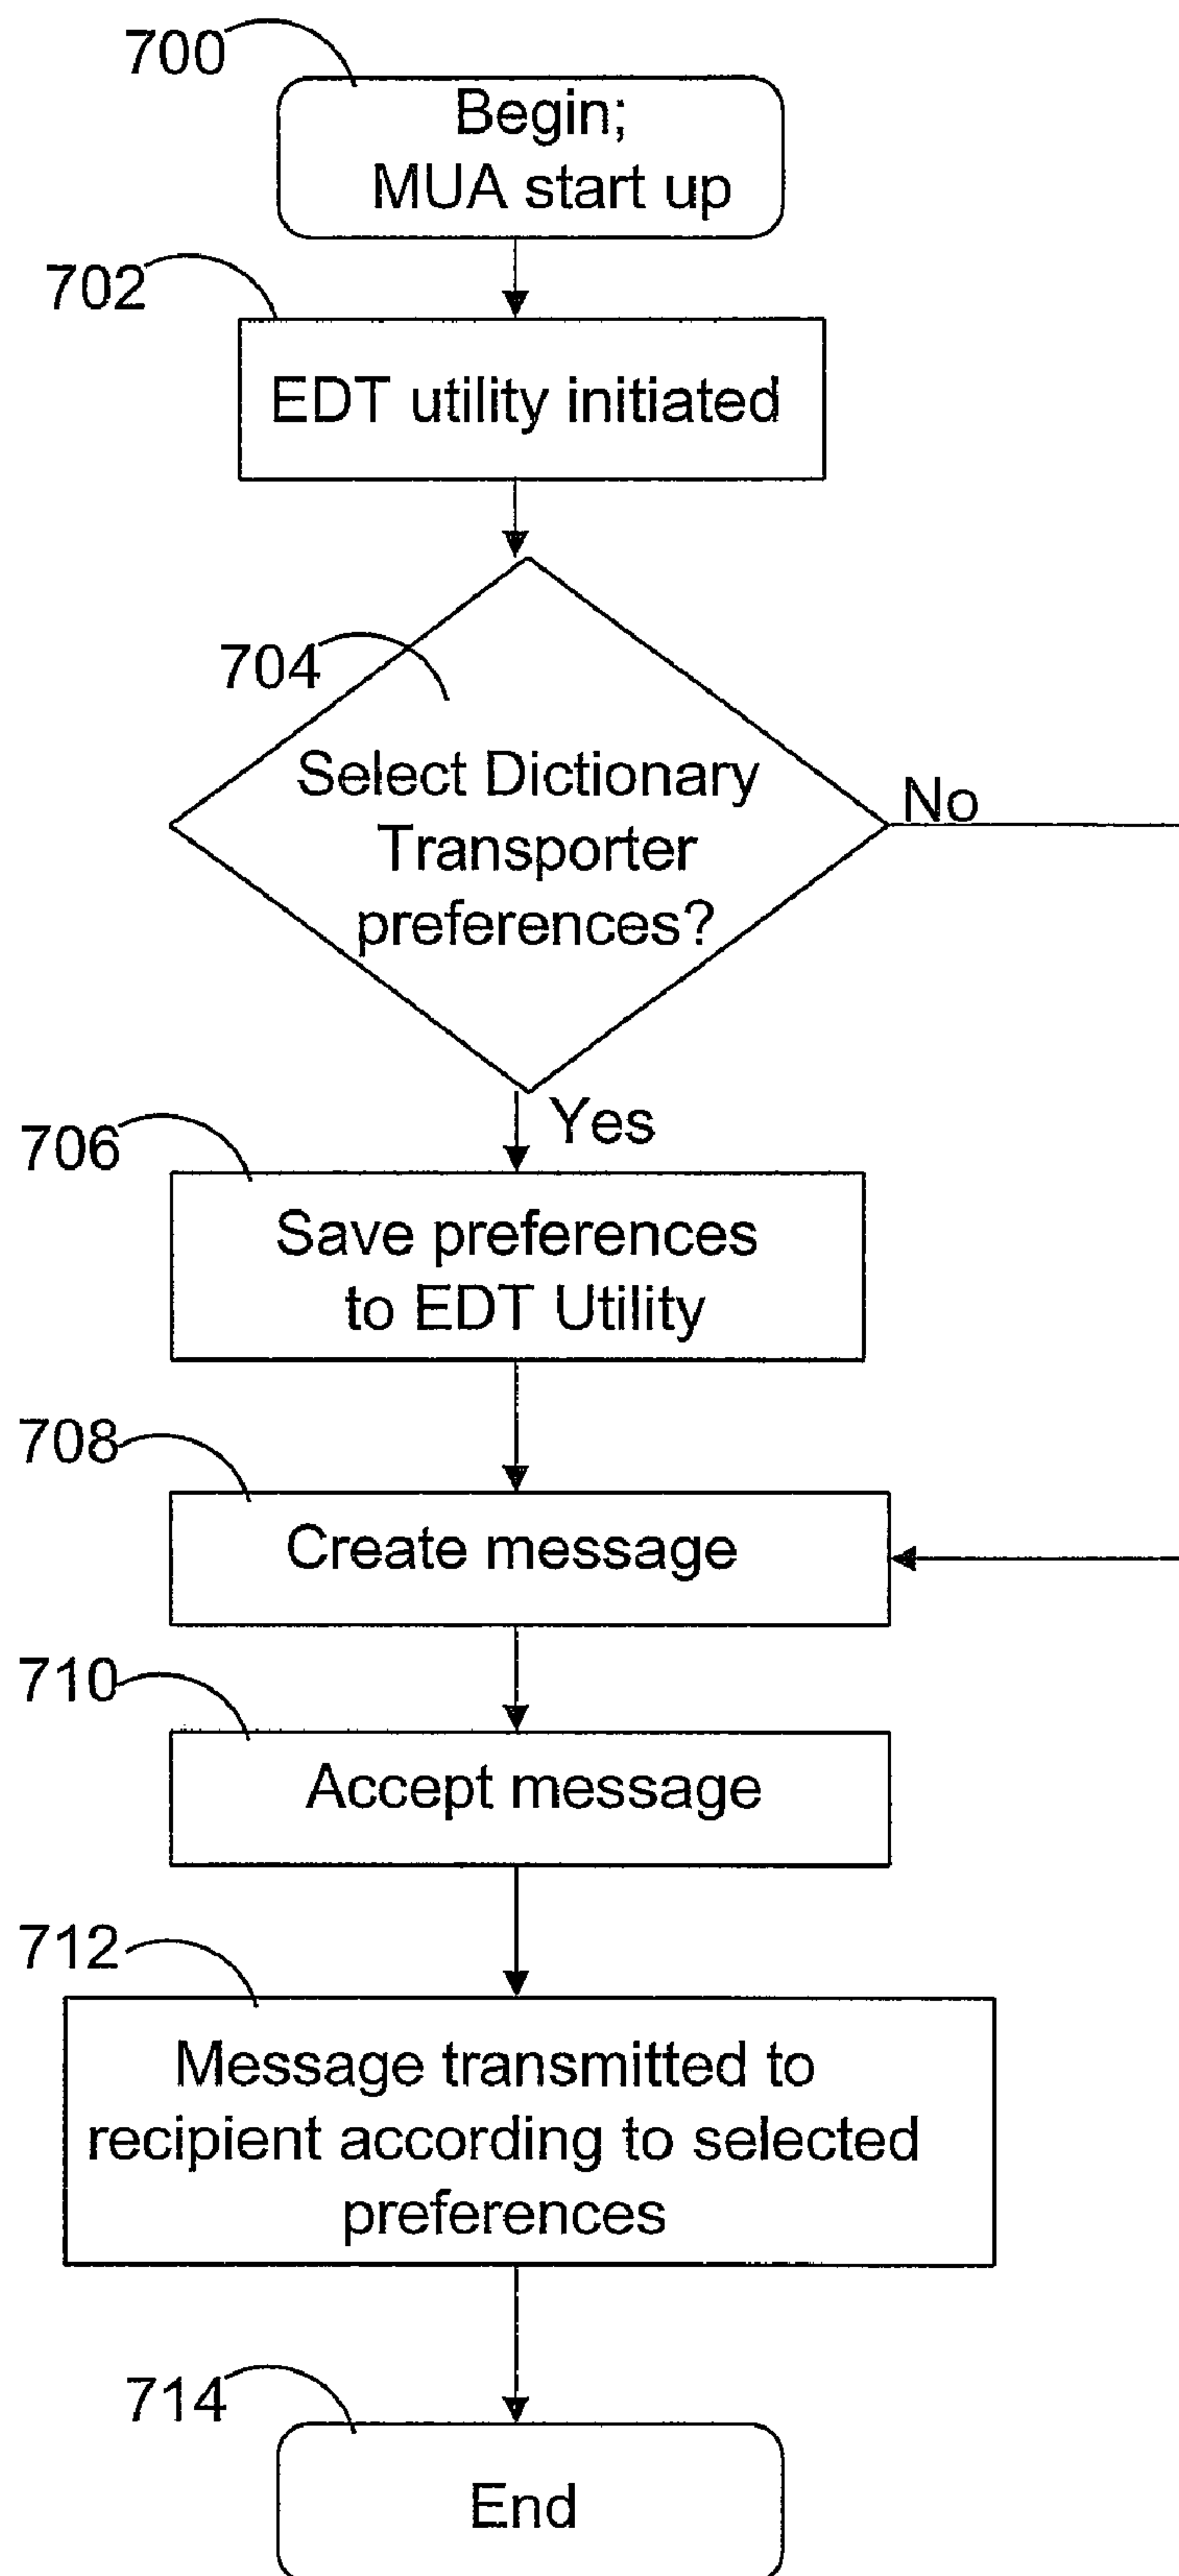 700
Begin;
MUA start up
702
EDT utility initiated
704
Select Dictionary
Transporter
preferences?
No
Yes
706
Save preferences
to EDT Utility
708
Create message
710
Accept message
712
Message transmitted to
recipient according to selected
preferences
714
End